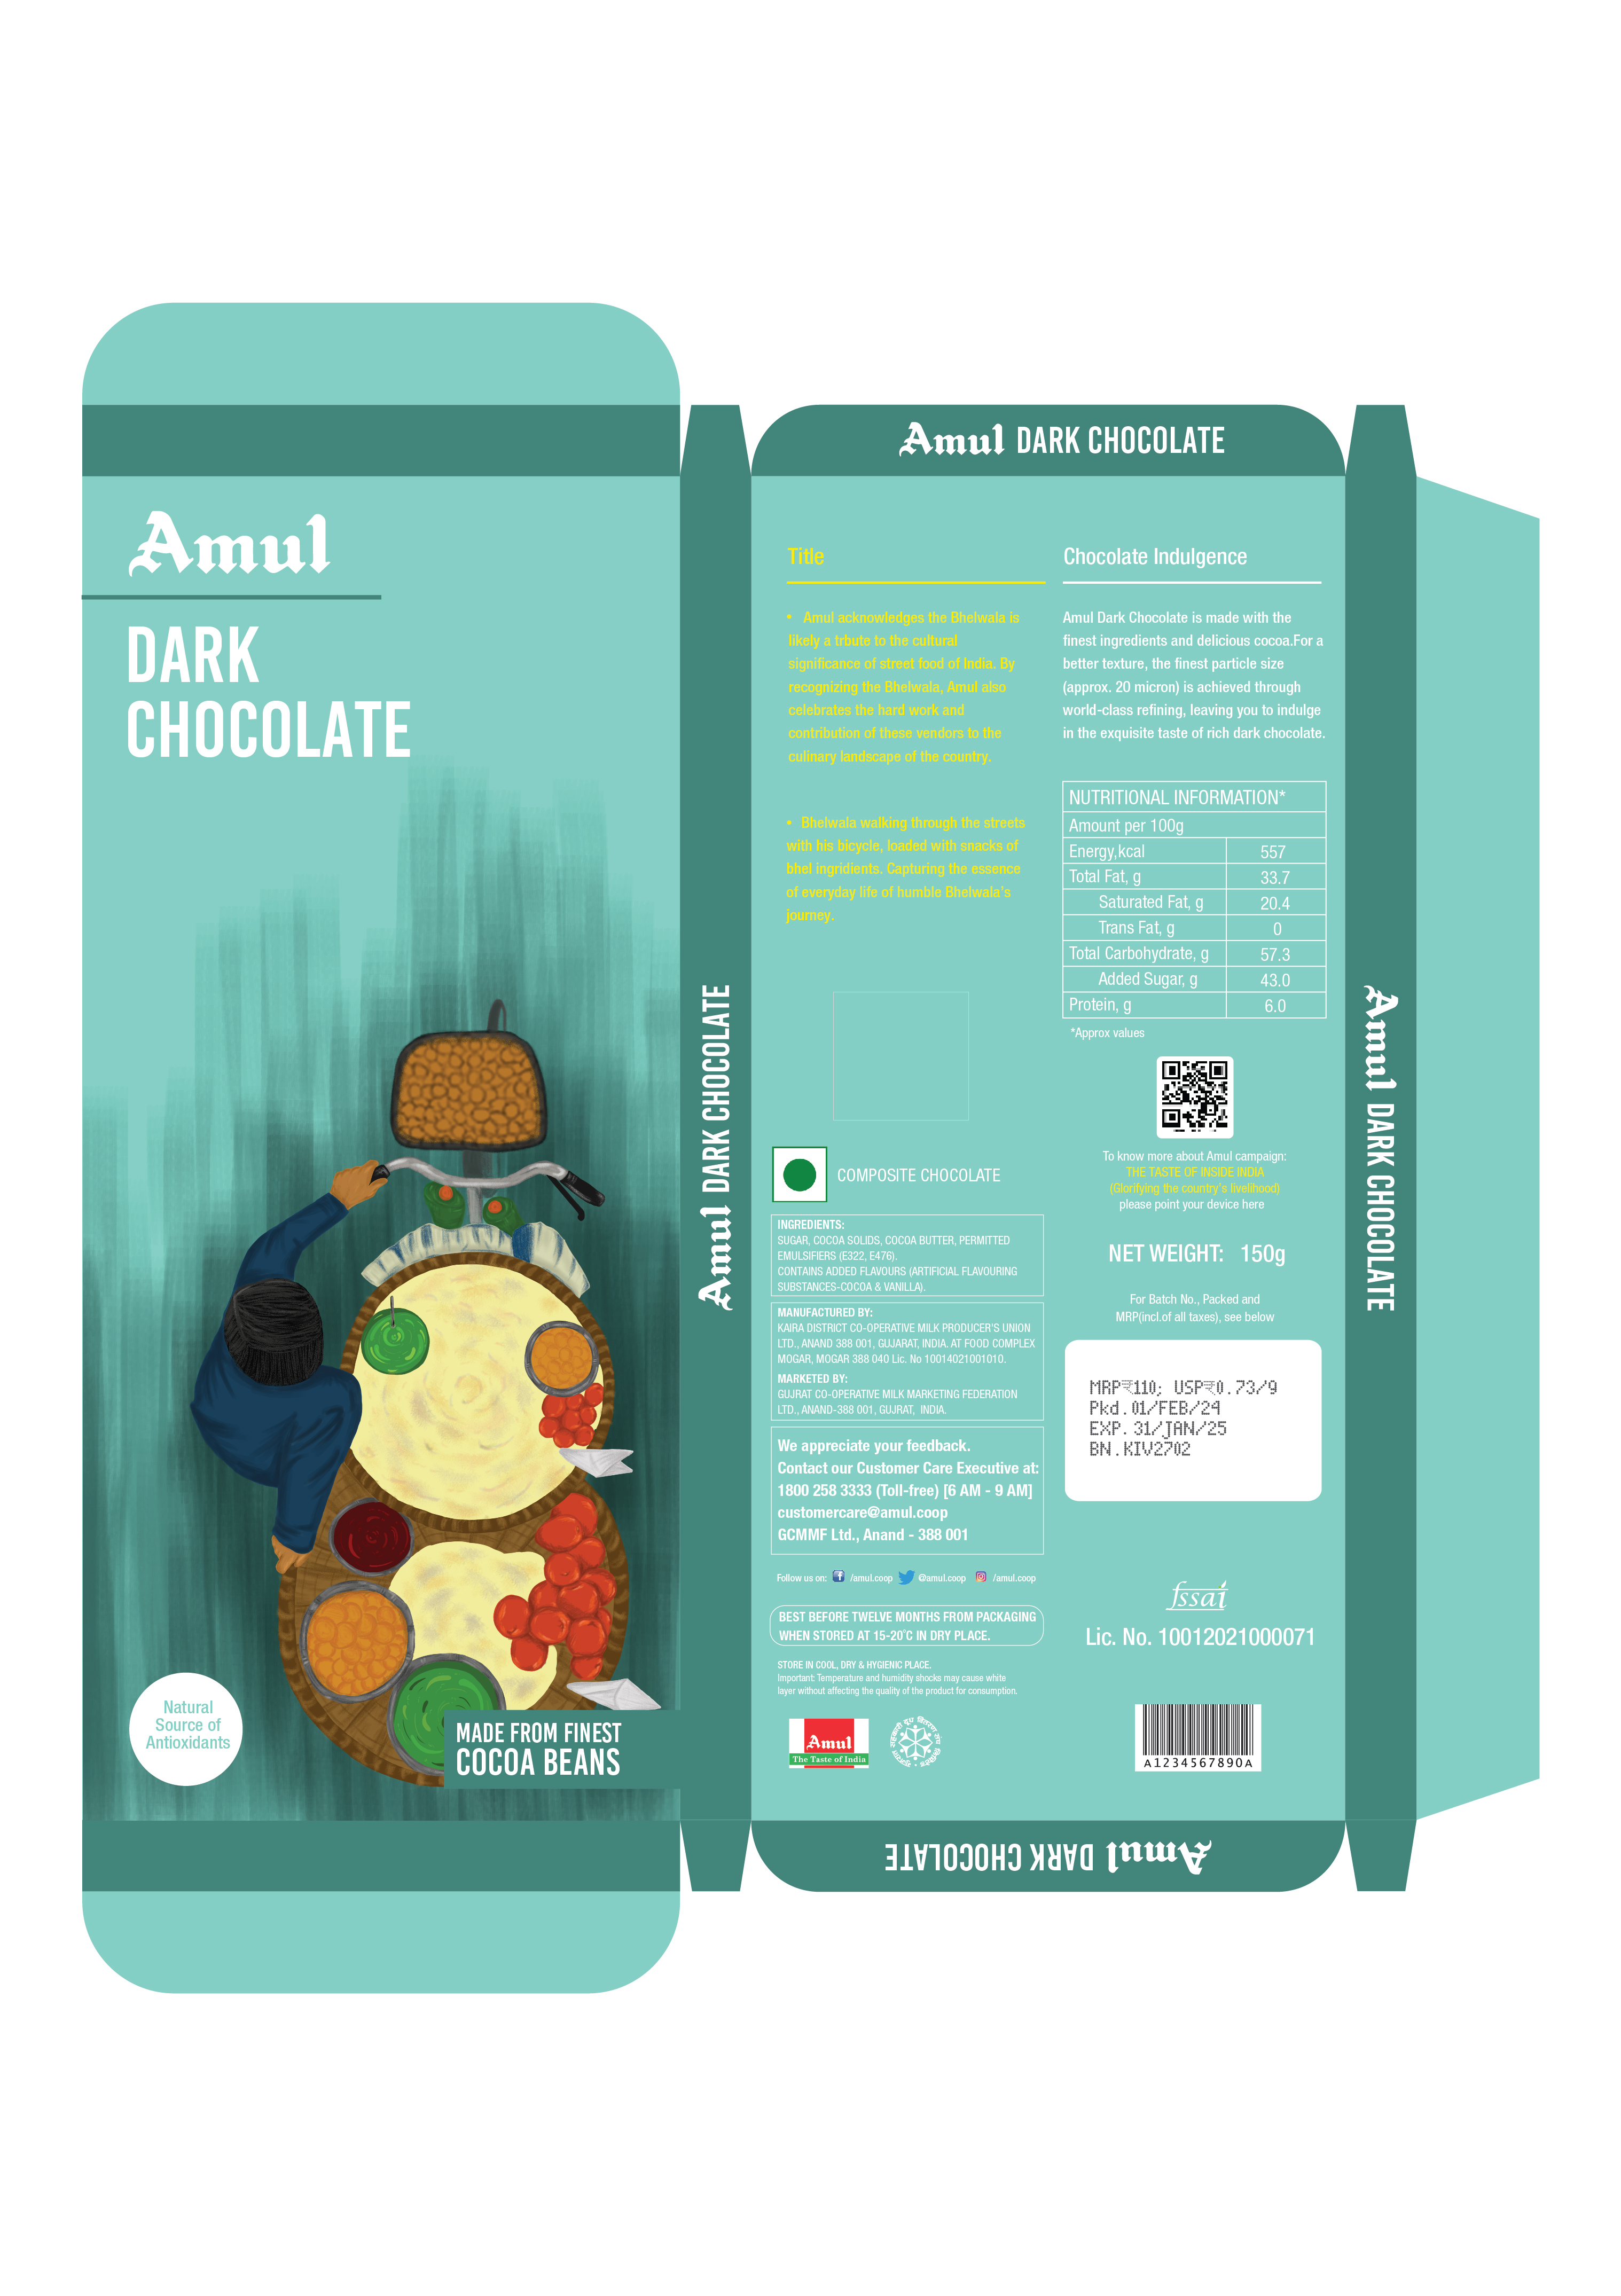 Amul
DARK
CHOCOLATE
Natural
Source of
Antioxidants
MADE FROM FINEST
COCOA BEANS
Amul DARK CHOCOLATE
Amul DARK CHOCOLATE
Title
• Amul acknowledges the Bhelwala is
likely a trbute to the cultural
significance of street food of India. By
recognizing the Bhelwala, Amul also
celebrates the hard work and
contribution of these vendors to the
culinary landscape of the country.
• Bhelwala walking through the streets
with his bicycle, loaded with snacks of
bhel ingridients. Capturing the essence
of everyday life of humble Bhelwala's
journey.
COMPOSITE CHOCOLATE
INGREDIENTS:
SUGAR, COCOA SOLIDS, COCOA BUTTER, PERMITTED
EMULSIFIERS (E322, E476).
CONTAINS ADDED FLAVOURS (ARTIFICIAL FLAVOURING
SUBSTANCES-COCOA & VANILLA).
MANUFACTURED BY:
KAIRA DISTRICT CO-OPERATIVE MILK PRODUCER'S UNION
LTD., ANAND 388 001, GUJARAT, INDIA. AT FOOD COMPLEX
MOGAR, MOGAR 388 040 Lic. No 10014021001010.
MARKETED BY:
GUJRAT CO-OPERATIVE MILK MARKETING FEDERATION
LTD., ANAND-388 001, GUJRAT, INDIA.
We appreciate your feedback.
Contact our Customer Care Executive at:
1800 258 3333 (Toll-free) [6 AM - 9 AM]
customercare@amul.coop
GCMMF Ltd., Anand - 388 001
Follow us on: /amul.coop @amul.coop /amul.coop
BEST BEFORE TWELVE MONTHS FROM PACKAGING
WHEN STORED AT 15-20°C IN DRY PLACE.
STORE IN COOL, DRY & HYGIENIC PLACE.
Important: Temperature and humidity shocks may cause white
layer without affecting the quality of the product for consumption.
Amul
The Taste of India
Chocolate Indulgence
Amul Dark Chocolate is made with the
finest ingredients and delicious cocoa.For a
better texture, the finest particle size
(approx. 20 micron) is achieved through
world-class refining, leaving you to indulge
in the exquisite taste of rich dark chocolate.
NUTRITIONAL INFORMATION*
Amount per 100g
Energy,kcal 557
Total Fat, g 33.7
Saturated Fat, g 20.4
Trans Fat, g 0
Total Carbohydrate, g 57.3
Added Sugar, g 43.0
Protein, g 6.0
*Approx values
To know more about Amul campaign:
THE TASTE OF INSIDE INDIA
(Glorifying the country's livelihood)
please point your device here
NET WEIGHT: 150g
For Batch No., Packed and
MRP(incl.of all taxes), see below
MRP₹110; USP₹0.73/9
Pkd.01/FEB/24
EXP. 31/JAN/25
BN.KIV2702
fssai
Lic. No. 10012021000071
A1234567890A
Amul DARK CHOCOLATE
Amul DARK CHOCOLATE